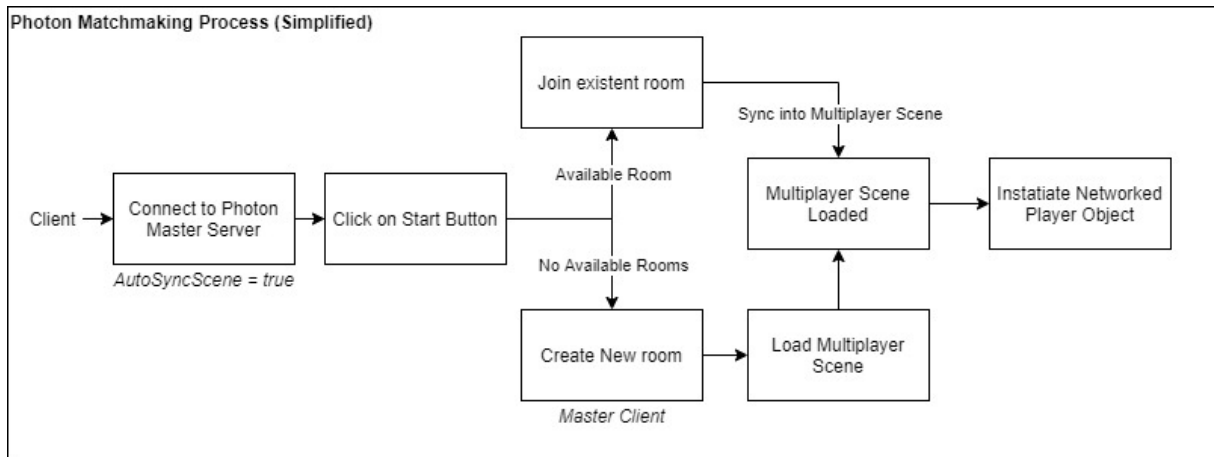 Photon Matchmaking Process (Simplified)
Join existent room
Sync into Multiplayer Scene
Available Room
Client
Connect to Photon
Master Server
AutoSyncScene = true
Click on Start Button
Multiplayer Scene
Loaded
Instatiate Networked
Player Object
No Available Rooms
Create New room
Master Client
Load Multiplayer
Scene